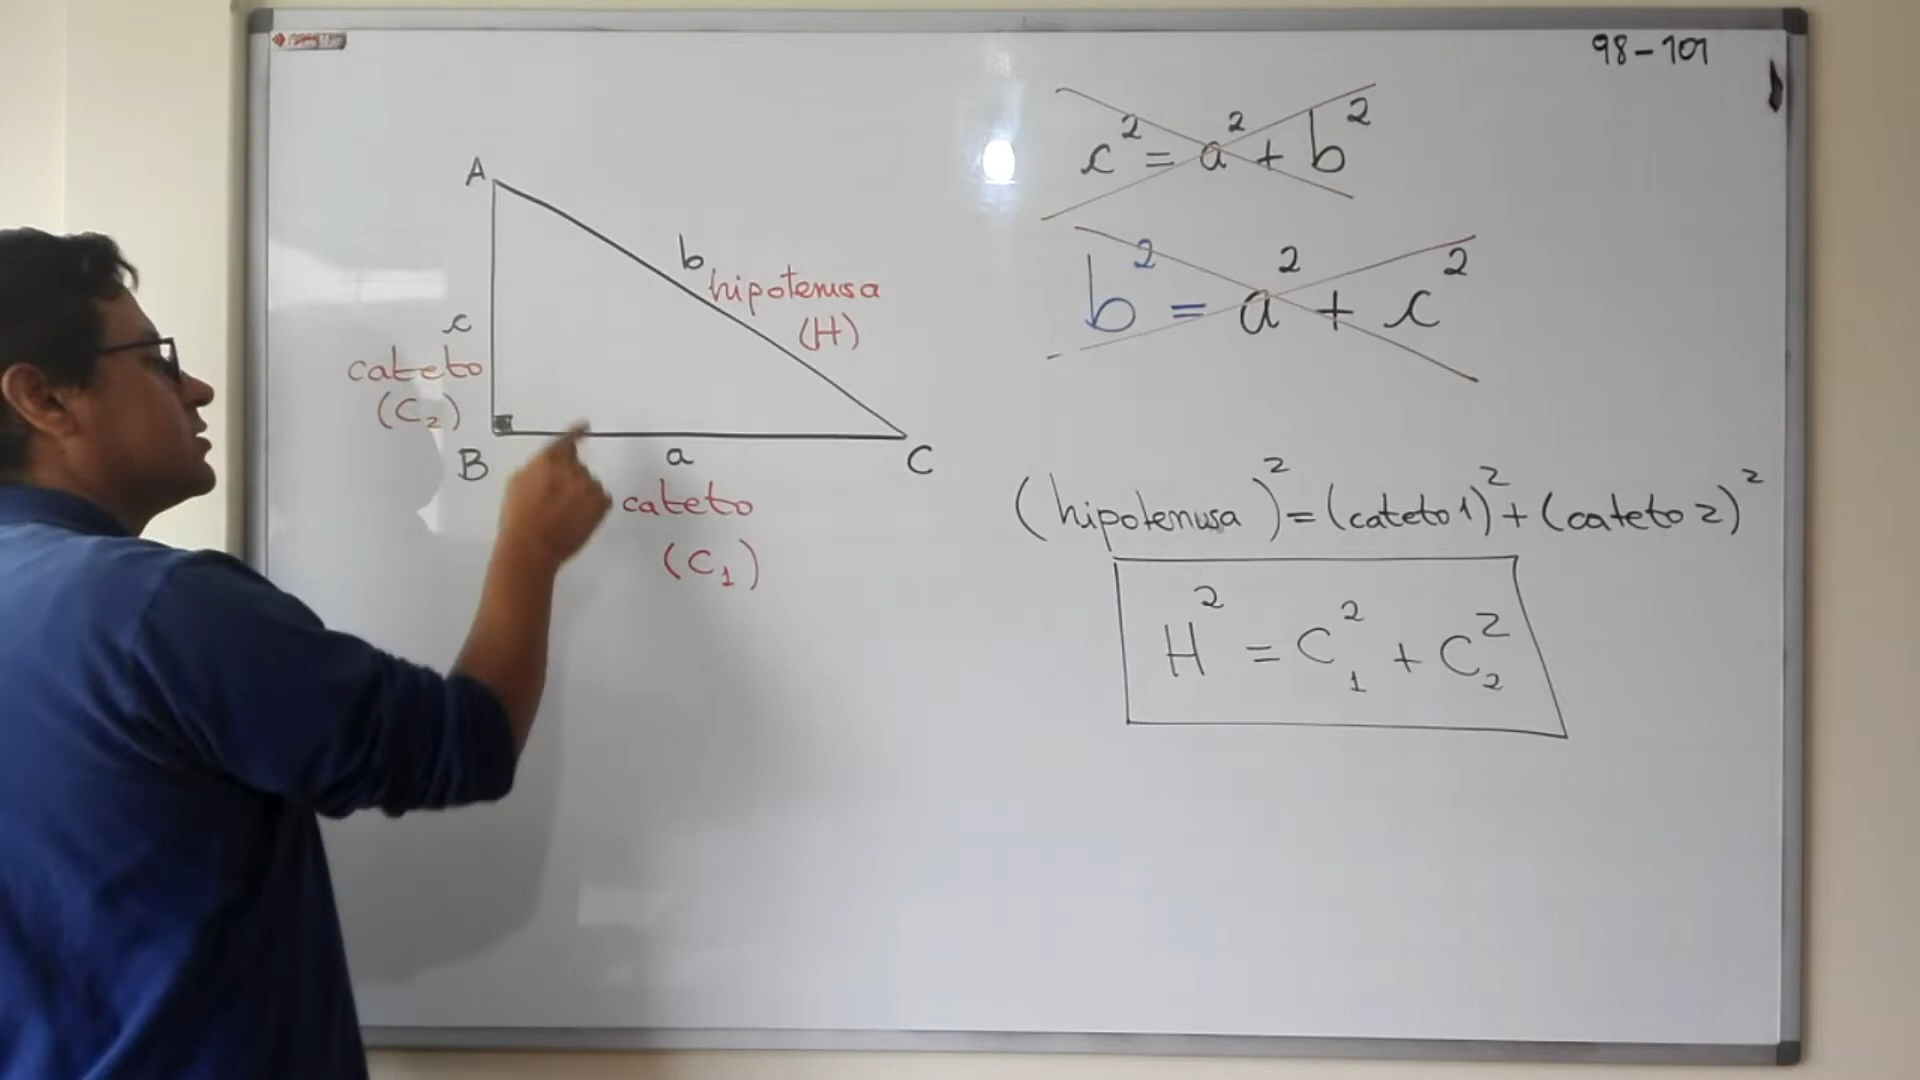 98-101
c² = a² + b²
b² = a² + c²
A
b
hipotenusa
(H)
c
cateto
(C₂)
B
a
C
cateto
(C₁)
(hipotenusa)² = (cateto 1)² + (cateto 2)²
H² = C₁² + C₂²